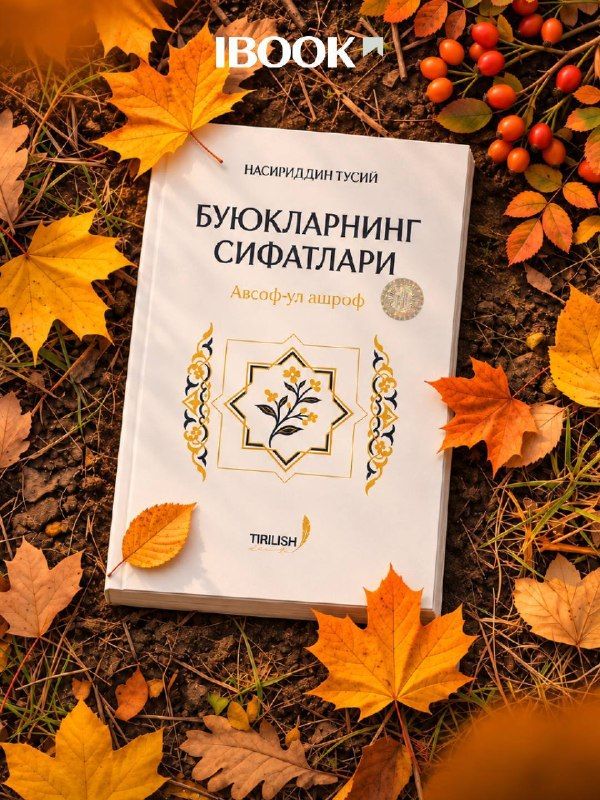 IBOOK
НАСИРИДДИН ТУСИЙ
БУЮКЛАРНИНГ
СИФАТЛАРИ
Авсоф-ул ашроф
TIRILISH